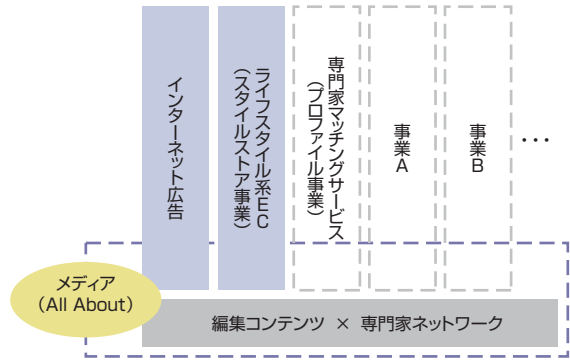 インターネット広告
ライフスタイル系EC
(スタイルストア事業)
専門家マッチングサービス
(プロファイル事業)
事業A
事業B
…
メディア
(All About)
編集コンテンツ × 専門家ネットワーク